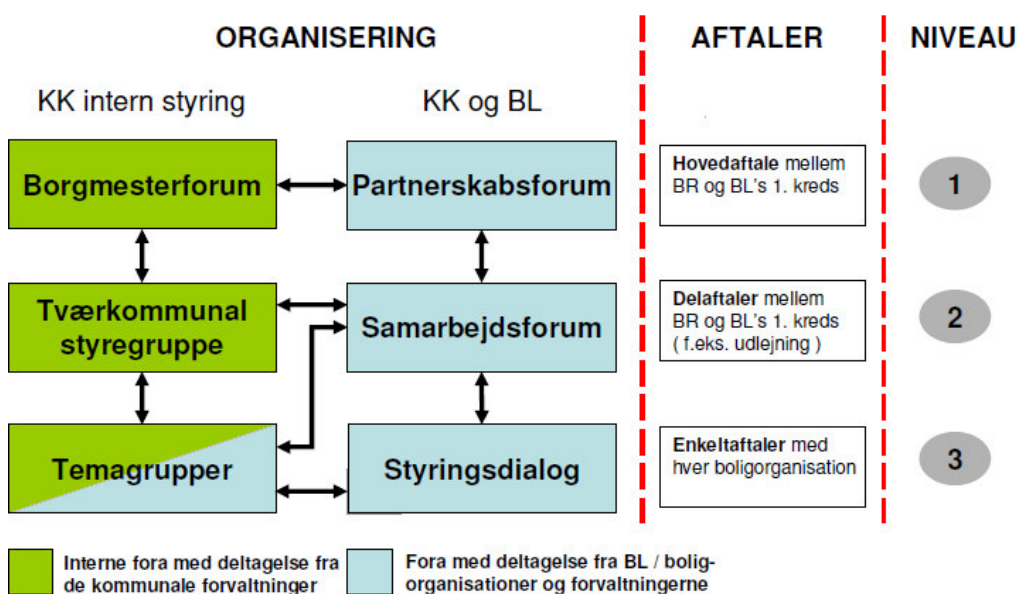 ORGANISERING
AFTALER
NIVEAU
KK intern styring
KK og BL
Borgmesterforum
Partnerskabsforum
Hovedaftale mellem
BR og BL's 1. kreds
1
Tværkommunal
styregruppe
Samarbejdsforum
Delaftaler mellem
BR og BL's 1. kreds
( f.eks. udlejning )
2
Temagrupper
Styringsdialog
Enkeltaftaler med
hver boligorganisation
3
Interne fora med deltagelse fra
de kommunale forvaltninger
Fora med deltagelse fra BL / bolig-
organisationer og forvaltningerne